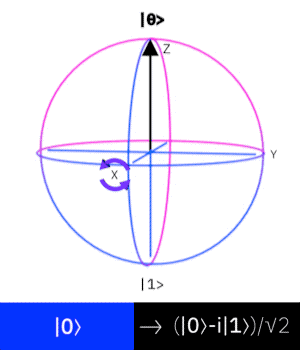 |0>
Z
Y
X
|1>
|0⟩ → (|0⟩-i|1⟩)/√2